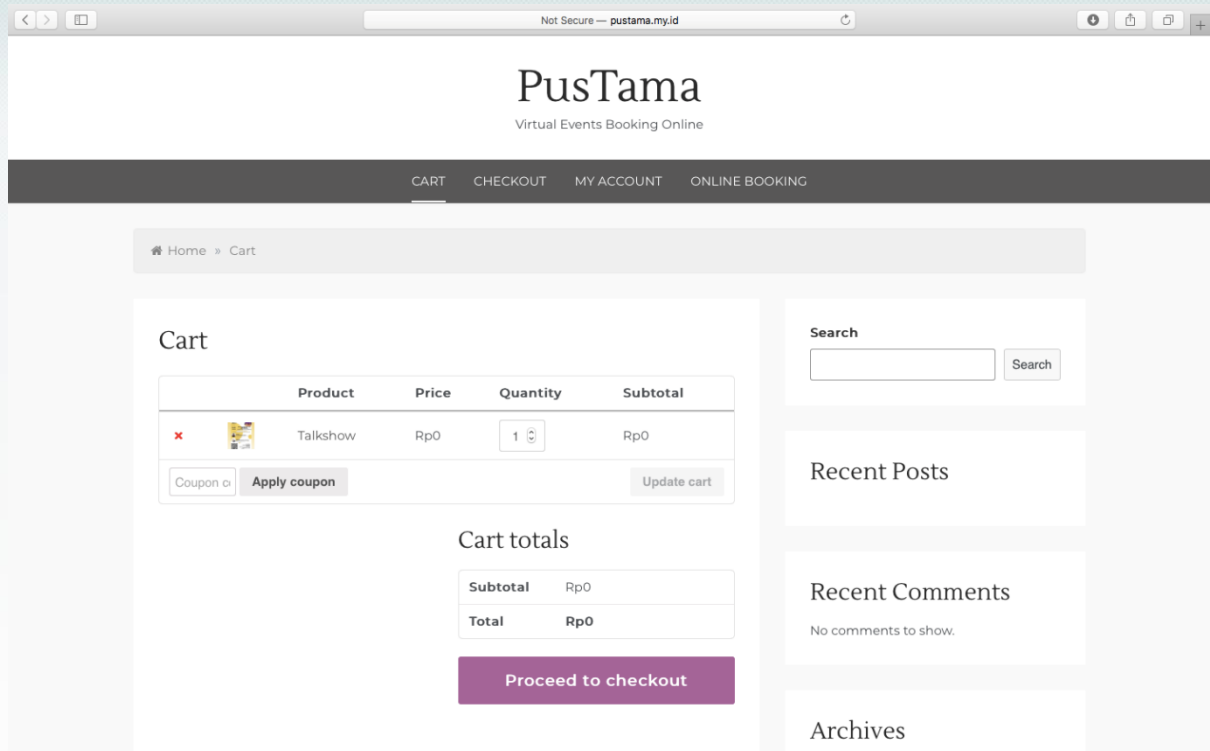 Not Secure — pustama.my.id
PusTama
Virtual Events Booking Online
CART CHECKOUT MY ACCOUNT ONLINE BOOKING
Home » Cart
Cart
Product Price Quantity Subtotal
Talkshow Rp0 1 Rp0
Coupon Apply coupon Update cart
Cart totals
Subtotal Rp0
Total Rp0
Proceed to checkout
Search
Search
Recent Posts
Recent Comments
No comments to show.
Archives